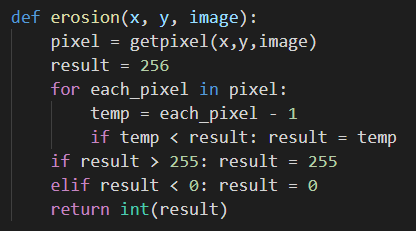 def erosion(x, y, image):
    pixel = getpixel(x,y,image)
    result = 256
    for each_pixel in pixel:
        temp = each_pixel - 1
        if temp < result: result = temp
    if result > 255: result = 255
    elif result < 0: result = 0
    return int(result)